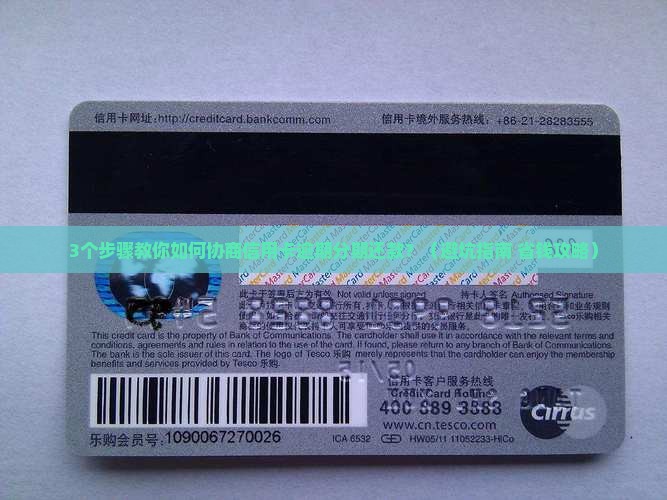 信用卡网址:http://creditcard.bankcomm.com
信用卡境外服务热线: +86-21-28283555
3个步骤教你如何协商信用卡逾期分期还款？（避坑指南 省钱攻略）
此卡于签署后方为有效 Not valid unless signed
持卡人签名 Authorised Signature
This credit card is the property of Bank of Communications. The cardholder shall use it in accordance with the relevant terms and
conditions, agreements and rules in relation to the use of the card. If found, please return to any branch of Bank of Communications.
The bank is the sole issuer of this card. The logo of Tesco 乐购 merely represents that the cardholder can enjoy the membership
benefits and services provided by Tesco 乐购.
信用卡客户服务热线
Credit Card Hotline
400 889 3883
www.cn.tesco.com
Cirrus
乐购会员号: 1090067270026
ICA 6532
HW05/11 11052233-HiCo